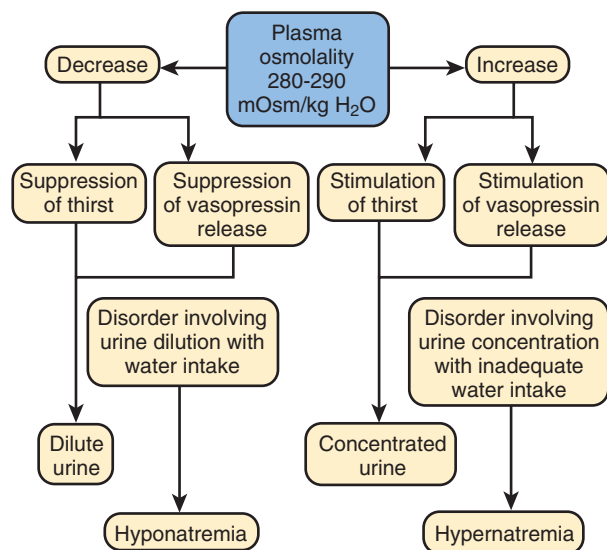 Plasma
osmolality
280-290
mOsm/kg H₂O
Decrease
Increase
Suppression
of thirst
Suppression
of vasopressin
release
Stimulation
of thirst
Stimulation
of vasopressin
release
Disorder involving
urine dilution with
water intake
Disorder involving
urine concentration
with inadequate
water intake
Dilute
urine
Concentrated
urine
Hyponatremia
Hypernatremia